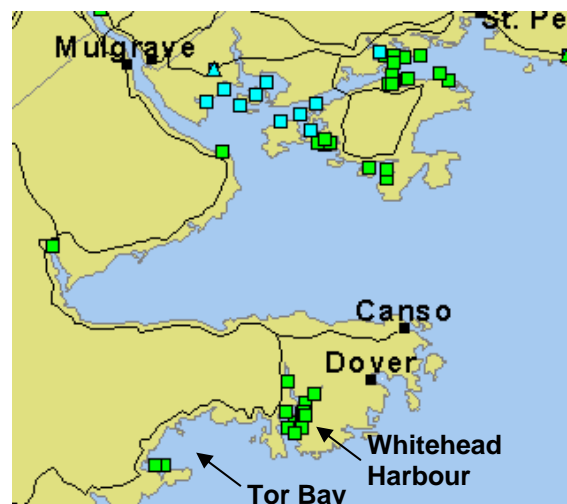 St. Pe
Mulgrave
Canso
Dover
Whitehead
Harbour
Tor Bay